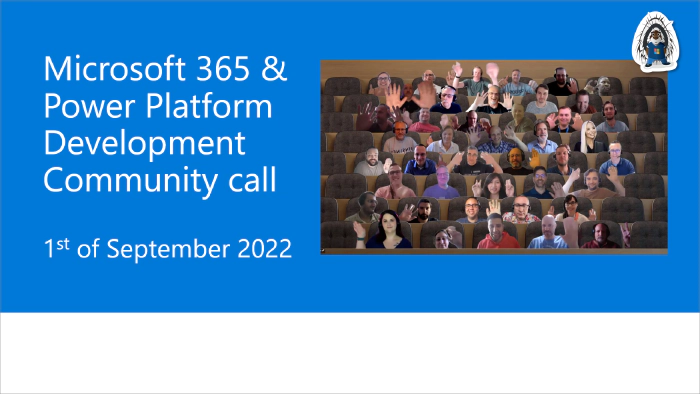 Microsoft 365 &
Power Platform
Development
Community call
1st of September 2022